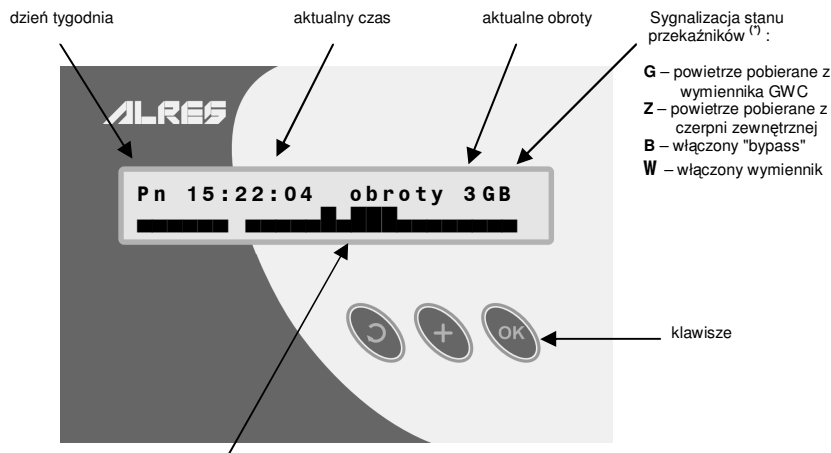 dzień tygodnia
aktualny czas
aktualne obroty
Sygnalizacja stanu
przekaźników (*) :
G – powietrze pobierane z
wymiennika GWC
Z – powietrze pobierane z
czerpni zewnętrznej
B – włączony "bypass"
W – włączony wymiennik
ALRES
Pn 15:22:04 obroty 3GB
+
OK
klawisze